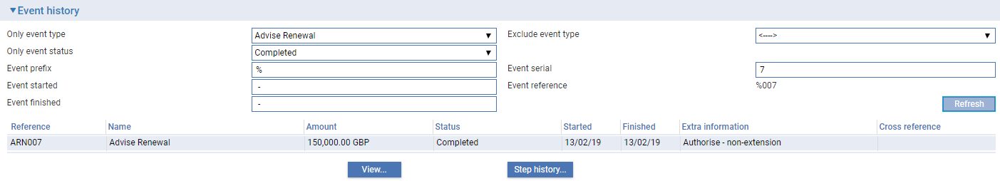 Event history
Only event type Advise Renewal Exclude event type <---->
Only event status Completed
Event prefix % Event serial 7
Event started - Event reference %007
Event finished - Refresh
Reference Name Amount Status Started Finished Extra information Cross reference
ARN007 Advise Renewal 150,000.00 GBP Completed 13/02/19 13/02/19 Authorise - non-extension
View... Step history...